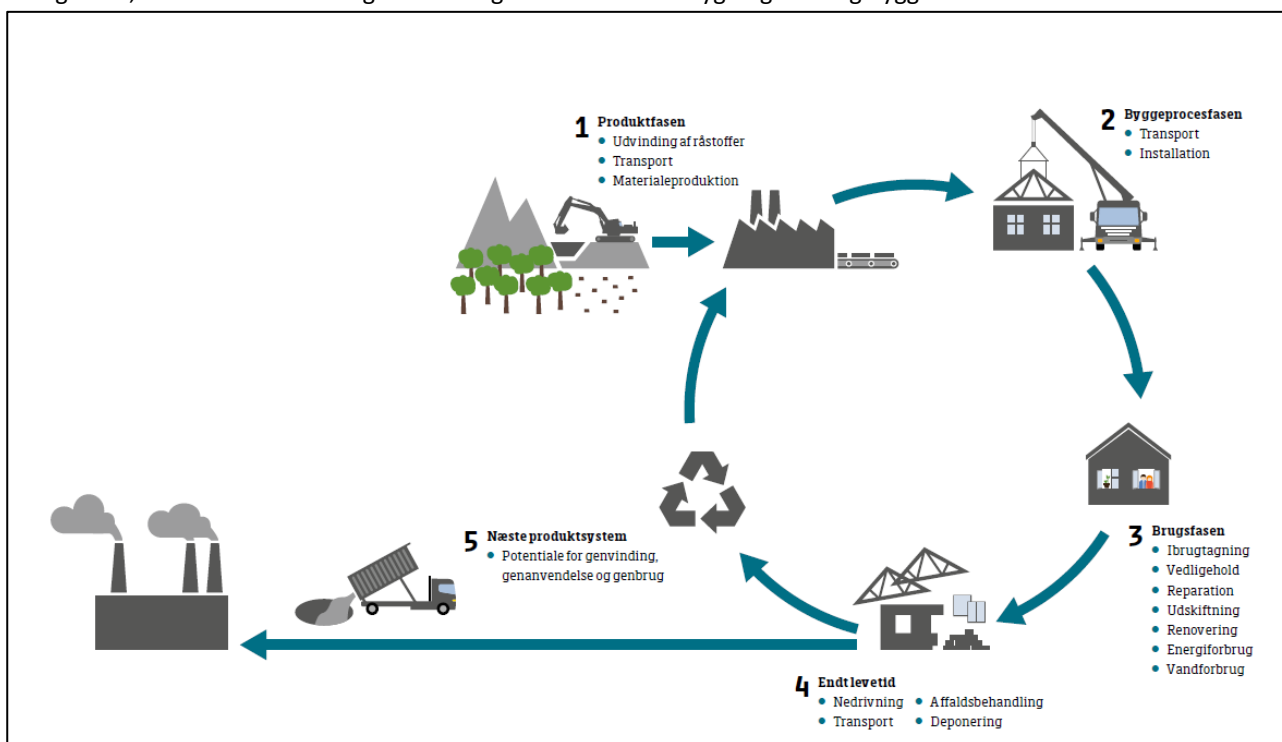 1 Produktfasen
• Udvinding af råstoffer
• Transport
• Materialeproduktion
2 Byggeprocesfasen
• Transport
• Installation
3 Brugsfasen
• Ibrugtagning
• Vedligehold
• Reparation
• Udskiftning
• Renovering
• Energiforbrug
• Vandforbrug
4 Endt levetid
• Nedrivning • Affaldsbehandling
• Transport • Deponering
5 Næste produktsystem
• Potentiale for genvinding,
genanvendelse og genbrug